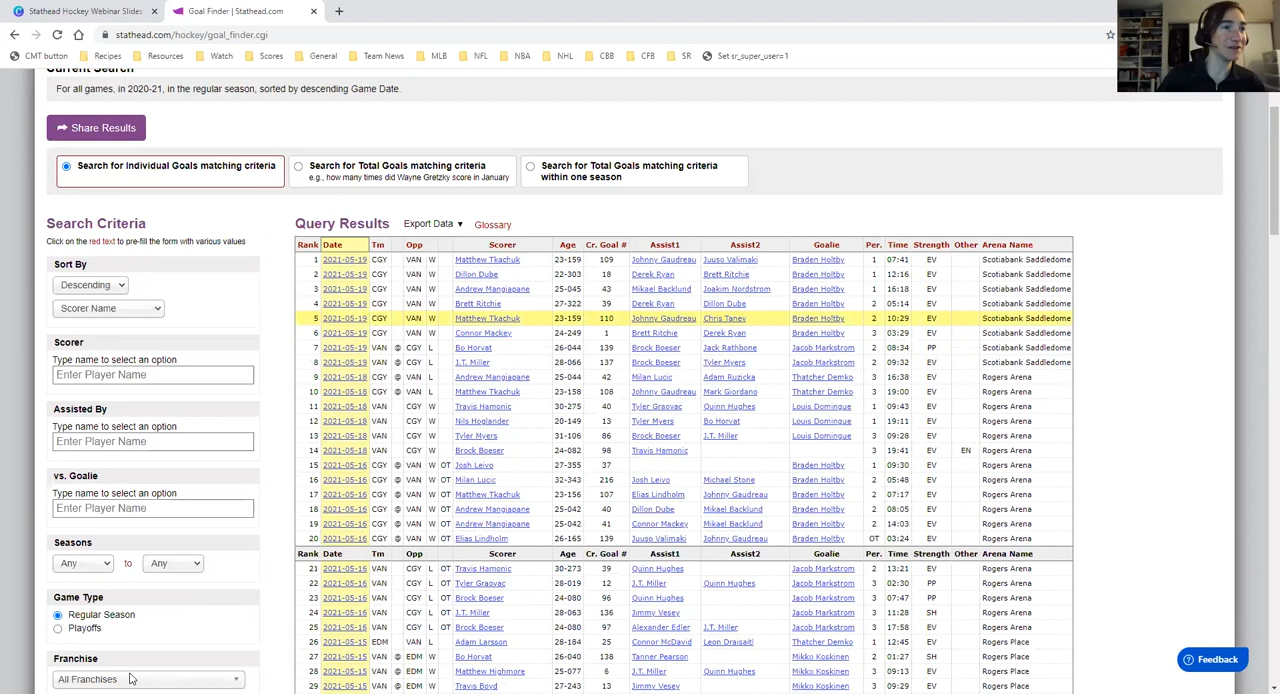 Stathead Hockey Webinar Slides
Goal Finder | Stathead.com
stathead.com/hockey/goal_finder.cgi
CMT button Recipes Resources Watch Scores General Team News MLB NFL NBA NHL CBB CFB SR Set sr_super_user=1
Current Search
For all games, in 2020-21, in the regular season, sorted by descending Game Date.
Share Results
Search for Individual Goals matching criteria
Search for Total Goals matching criteria
e.g., how many times did Wayne Gretzky score in January
Search for Total Goals matching criteria
within one season
Search Criteria
Click on the red text to pre-fill the form with various values
Sort By
Descending
Scorer Name
Scorer
Type name to select an option
Enter Player Name
Assisted By
Type name to select an option
Enter Player Name
vs. Goalie
Type name to select an option
Enter Player Name
Seasons
Any to Any
Game Type
Regular Season
Playoffs
Franchise
All Franchises
Query Results Export Data ▼ Glossary
Rank Date Tm Opp Scorer Age Cr. Goal # Assist1 Assist2 Goalie Per. Time Strength Other Arena Name
1 2021-05-19 CGY VAN W Matthew Tkachuk 23-159 109 Johnny Gaudreau Juuso Valimaki Braden Holtby 1 07:41 EV Scotiabank Saddledome
2 2021-05-19 CGY VAN W Dillon Dube 22-303 18 Derek Ryan Brett Ritchie Braden Holtby 1 12:16 EV Scotiabank Saddledome
3 2021-05-19 CGY VAN W Andrew Mangiapane 25-045 43 Mikael Backlund Joakim Nordstrom Braden Holtby 1 16:18 EV Scotiabank Saddledome
4 2021-05-19 CGY VAN W Brett Ritchie 27-322 39 Derek Ryan Dillon Dube Braden Holtby 2 05:14 EV Scotiabank Saddledome
5 2021-05-19 CGY VAN W Matthew Tkachuk 23-159 110 Johnny Gaudreau Chris Tanev Braden Holtby 2 10:29 EV Scotiabank Saddledome
6 2021-05-19 CGY VAN W Connor Mackey 24-249 1 Brett Ritchie Derek Ryan Braden Holtby 3 03:29 EV Scotiabank Saddledome
7 2021-05-19 VAN @ CGY L Bo Horvat 26-044 139 Brock Boeser Jack Rathbone Jacob Markstrom 2 08:34 PP Scotiabank Saddledome
8 2021-05-19 VAN @ CGY L J.T. Miller 28-066 137 Brock Boeser Tyler Myers Jacob Markstrom 2 09:32 EV Scotiabank Saddledome
9 2021-05-18 CGY @ VAN L Andrew Mangiapane 25-044 42 Milan Lucic Adam Ruzicka Thatcher Demko 3 16:38 EV Rogers Arena
10 2021-05-18 CGY @ VAN L Matthew Tkachuk 23-158 108 Johnny Gaudreau Mark Giordano Thatcher Demko 3 19:00 EV Rogers Arena
11 2021-05-18 VAN CGY W Travis Hamonic 30-275 40 Tyler Graovac Quinn Hughes Louis Domingue 1 09:43 EV Rogers Arena
12 2021-05-18 VAN CGY W Nils Hoglander 20-149 13 Tyler Myers Bo Horvat Louis Domingue 1 19:11 EV Rogers Arena
13 2021-05-18 VAN CGY W Tyler Myers 31-106 86 Brock Boeser J.T. Miller Louis Domingue 3 09:28 EV Rogers Arena
14 2021-05-18 VAN CGY W Brock Boeser 24-082 98 Travis Hamonic 3 19:41 EV EN Rogers Arena
15 2021-05-16 CGY @ VAN W OT Josh Leivo 27-355 37 Braden Holtby 1 09:30 EV Rogers Arena
16 2021-05-16 CGY @ VAN W OT Milan Lucic 32-343 216 Josh Leivo Michael Stone Braden Holtby 2 05:48 EV Rogers Arena
17 2021-05-16 CGY @ VAN W OT Matthew Tkachuk 23-156 107 Elias Lindholm Johnny Gaudreau Braden Holtby 2 07:17 EV Rogers Arena
18 2021-05-16 CGY @ VAN W OT Andrew Mangiapane 25-042 40 Dillon Dube Mikael Backlund Braden Holtby 2 08:05 EV Rogers Arena
19 2021-05-16 CGY @ VAN W OT Andrew Mangiapane 25-042 41 Connor Mackey Mikael Backlund Braden Holtby 2 14:03 EV Rogers Arena
20 2021-05-16 CGY @ VAN W OT Elias Lindholm 26-165 139 Juuso Valimaki Johnny Gaudreau Braden Holtby OT 03:24 EV Rogers Arena
Rank Date Tm Opp Scorer Age Cr. Goal # Assist1 Assist2 Goalie Per. Time Strength Other Arena Name
21 2021-05-16 VAN CGY L OT Travis Hamonic 30-273 39 Quinn Hughes Jacob Markstrom 2 13:21 EV Rogers Arena
22 2021-05-16 VAN CGY L OT Tyler Graovac 28-019 12 J.T. Miller Quinn Hughes Jacob Markstrom 3 02:30 PP Rogers Arena
23 2021-05-16 VAN CGY L OT Brock Boeser 24-080 96 Quinn Hughes Jacob Markstrom 3 07:47 PP Rogers Arena
24 2021-05-16 VAN CGY L OT J.T. Miller 28-063 136 Jimmy Vesey Jacob Markstrom 3 11:28 SH Rogers Arena
25 2021-05-16 VAN CGY L OT Brock Boeser 24-080 97 Alexander Edler J.T. Miller Jacob Markstrom 3 17:58 EV Rogers Arena
26 2021-05-15 EDM VAN L Adam Larsson 28-184 25 Connor McDavid Leon Draisaitl Thatcher Demko 1 12:45 EV Rogers Place
27 2021-05-15 VAN @ EDM W Bo Horvat 26-040 138 Tanner Pearson Mikko Koskinen 2 01:27 SH Rogers Place
28 2021-05-15 VAN @ EDM W Matthew Highmore 25-077 6 J.T. Miller Quinn Hughes Mikko Koskinen 3 09:13 EV Rogers Place
29 2021-05-15 VAN @ EDM W Travis Boyd 27-243 13 Jimmy Vesey Mikko Koskinen 3 12:05 EV Rogers Place
Feedback